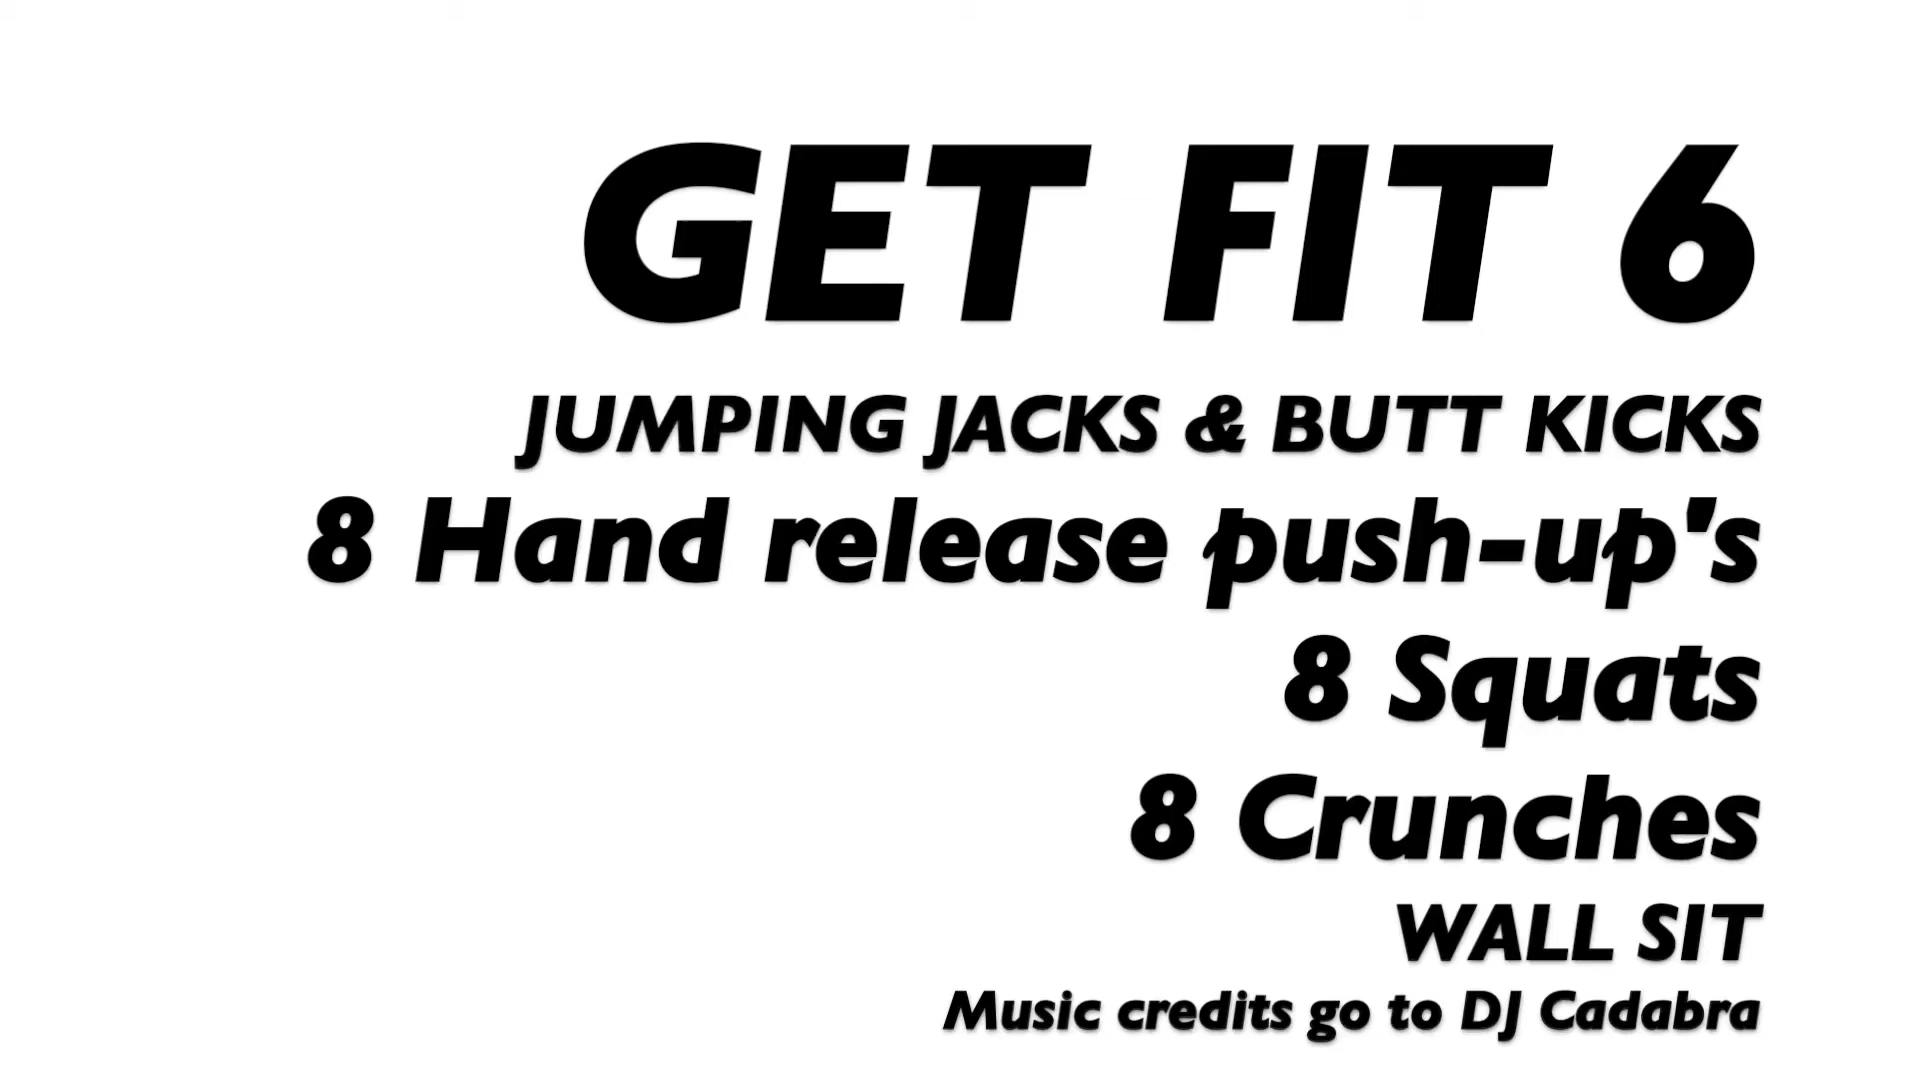 GET FIT 6
JUMPING JACKS & BUTT KICKS
8 Hand release push-up's
8 Squats
8 Crunches
WALL SIT
Music credits go to DJ Cadabra